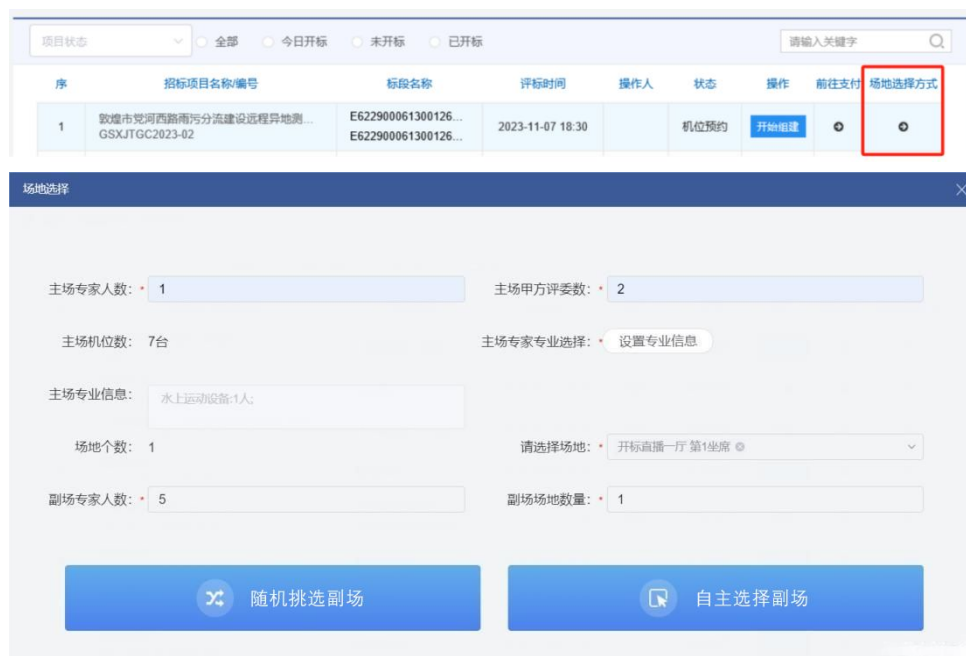 项目状态 全部 今日开标 未开标 已开标 请输入关键字
序 招标项目名称/编号 标段名称 评标时间 操作人 状态 操作 前往支付 场地选择方式
1 敦煌市党河西路雨污分流建设远程异地测... E622900061300126... 2023-11-07 18:30 机位预约 开始组建
GSXJTGC2023-02 E622900061300126...
场地选择
主场专家人数: * 1 主场甲方评委数: * 2
主场机位数: 7台 主场专家专业选择: * 设置专业信息
主场专业信息: 水上运动设备:1人;
场地个数: 1 请选择场地: * 开标直播一厅 第1坐席
副场专家人数: * 5 副场场地数量: * 1
随机挑选副场 自主选择副场